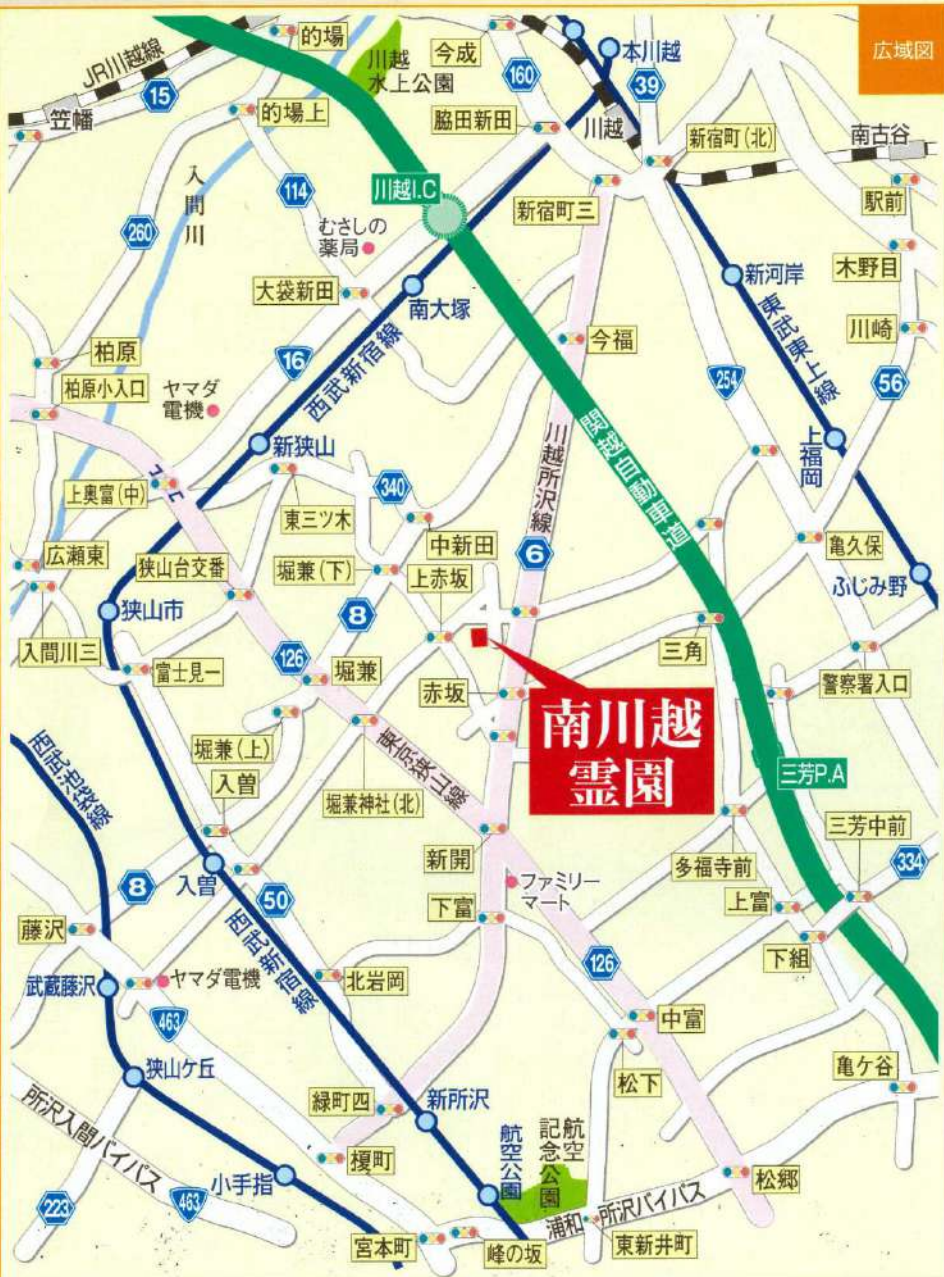 広域図
的場
JR川越線
15
笠幡
的場上
川越
水上公園
今成
160
本川越
39
脇田新田
川越
新宿町(北)
南古谷
入間川
114
川越I.C
新宿町三
駅前
260
むさしの
薬局
大袋新田
南大塚
新河岸
木野目
東武東上線
川崎
今福
柏原
16
西武新宿線
254
56
柏原小入口
ヤマダ
電機
新狭山
川越所沢線
関越自動車道
上福岡
上奥富(中)
東三ツ木
340
中新田
6
亀久保
広瀬東
狭山台交番
堀兼(下)
上赤坂
ふじみ野
狭山市
8
入間川三
富士見一
126
堀兼
赤坂
三角
警察署入口
南川越
霊園
西武池袋線
堀兼(上)
東京狭山線
入曽
堀兼神社(北)
三芳P.A
新開
三芳中前
8
入曽
ファミリー
マート
多福寺前
334
50
下富
上富
藤沢
西武新宿線
下組
武蔵藤沢
ヤマダ電機
北岩岡
126
463
中富
狭山ケ丘
松下
亀ケ谷
所沢入間バイパス
緑町四
新所沢
航空公園
航空
記念公園
榎町
小手指
松郷
223
463
浦和所沢バイパス
宮本町
峰の坂
東新井町